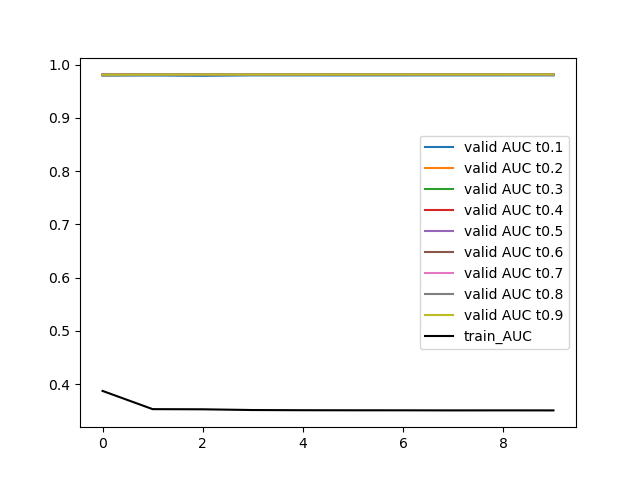 1.0
0.9
0.8
0.7
0.6
0.5
0.4
0 2 4 6 8
valid AUC t0.1
valid AUC t0.2
valid AUC t0.3
valid AUC t0.4
valid AUC t0.5
valid AUC t0.6
valid AUC t0.7
valid AUC t0.8
valid AUC t0.9
train_AUC